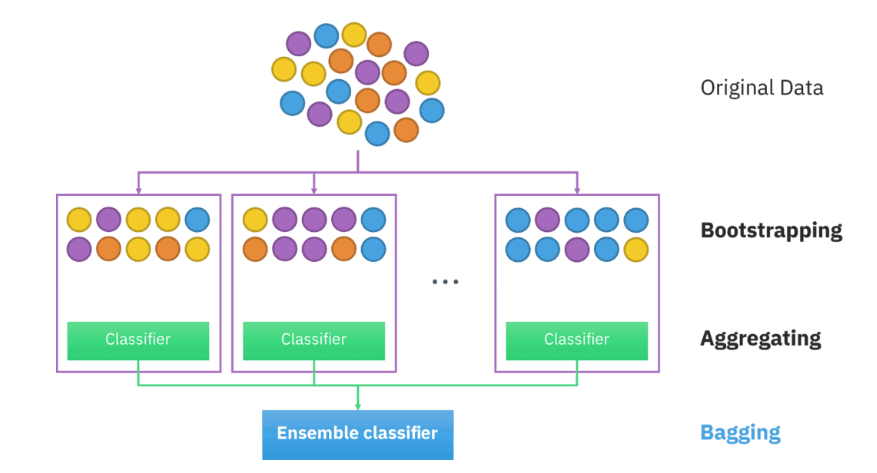 Original Data
Bootstrapping
...
Classifier
Classifier
Classifier
Aggregating
Ensemble classifier
Bagging